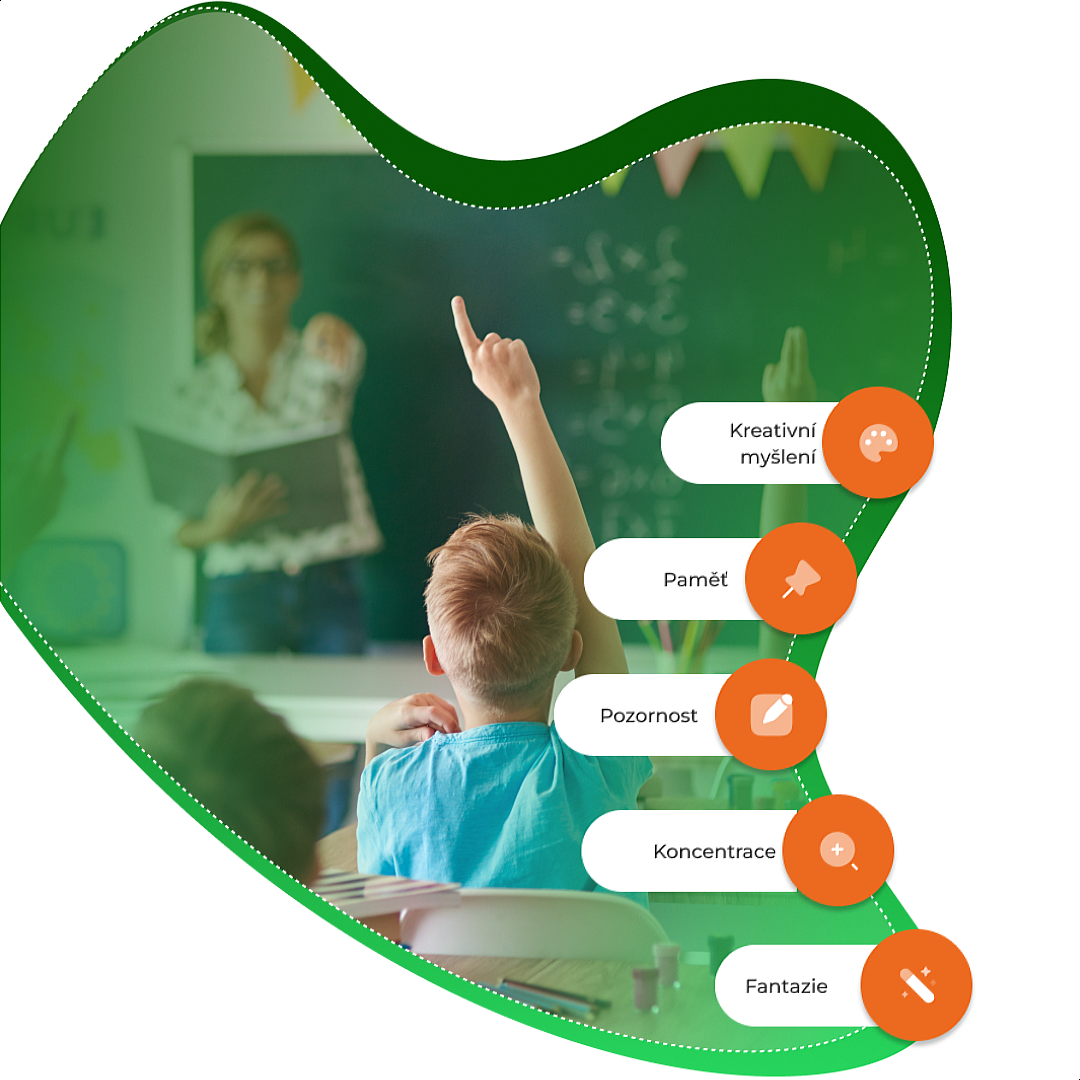 Kreativní
myšlení
Paměť
Pozornost
Koncentrace
Fantazie